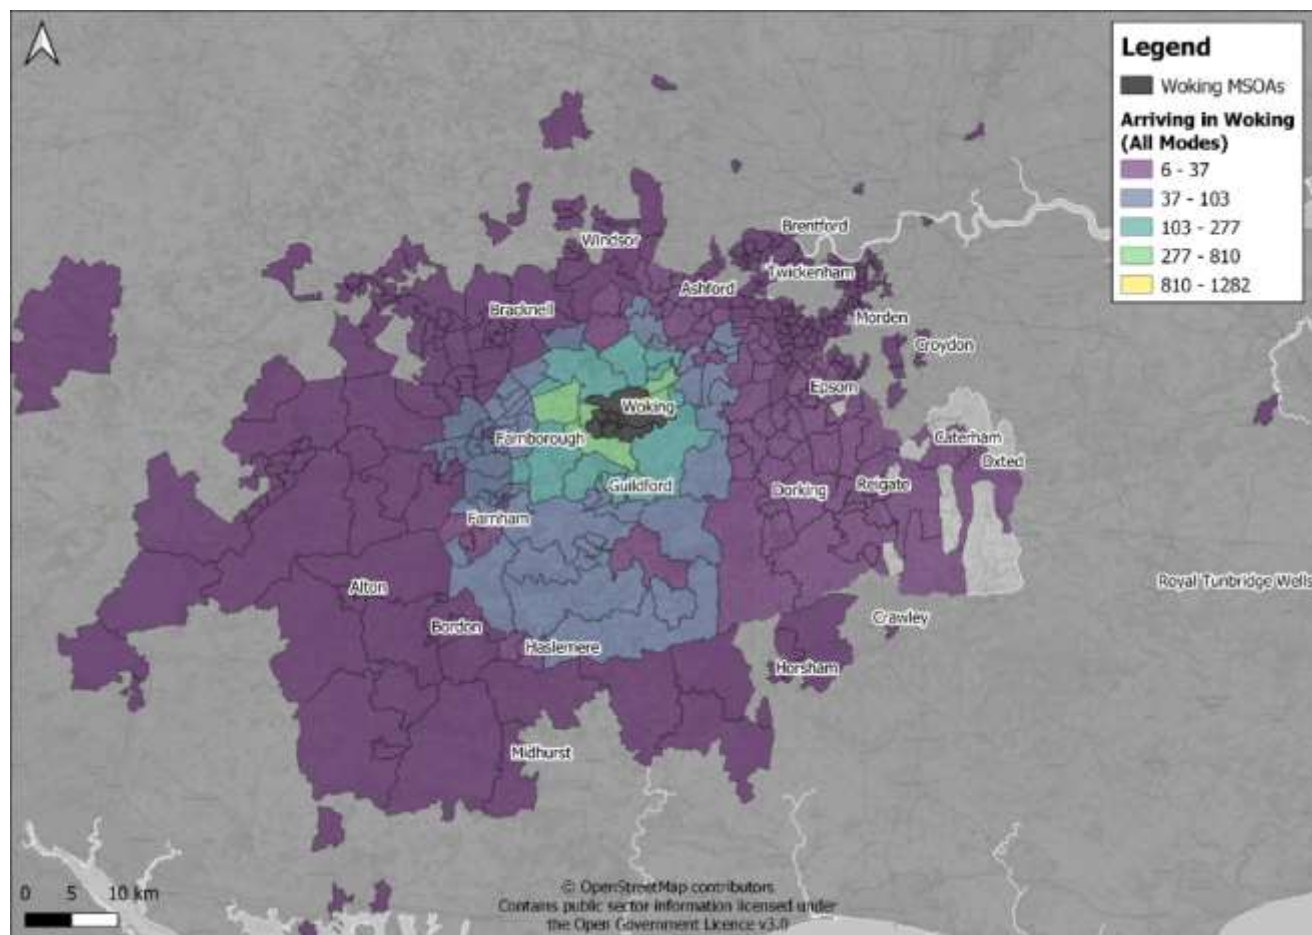 Legend
Woking MSOAs
Arriving in Woking
(All Modes)
6 - 37
37 - 103
103 - 277
277 - 810
810 - 1282
Brentford
Windsor
Twickenham
Ashford
Bracknell
Morden
Croydon
Epsom
Woking
Farnborough
Caterham
Oxted
Guildford
Dorking
Reigate
Farnham
Alton
Royal Tunbridge Wells
Crawley
Bordon
Haslemere
Horsham
Midhurst
0 5 10 km
© OpenStreetMap contributors
Contains public sector information licensed under
the Open Government Licence v3.0